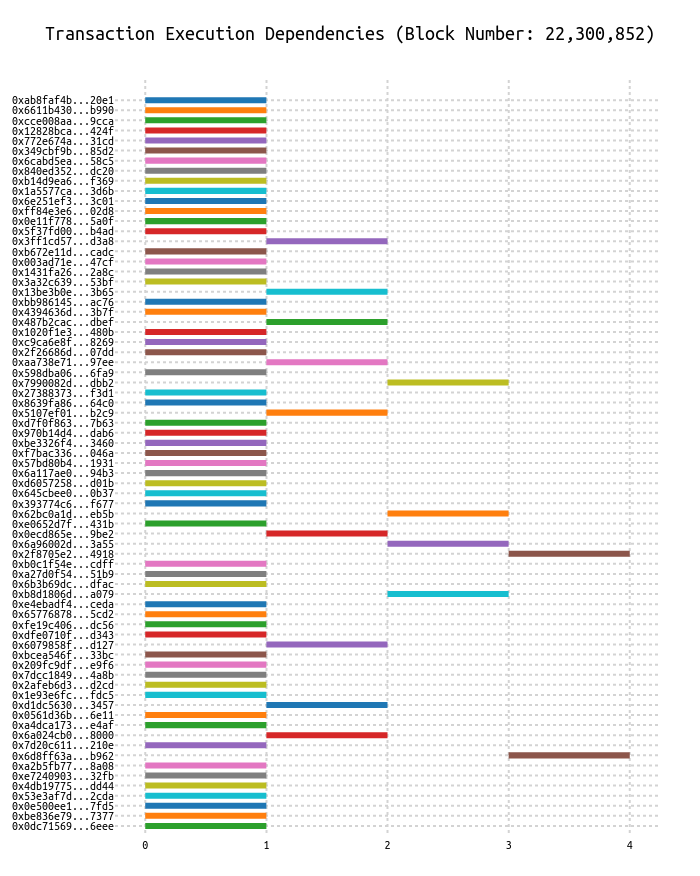 Transaction Execution Dependencies (Block Number: 22,300,852)
0xab8faf4b...20e1
0x6611b430...b990
0xcce008aa...9cca
0x12828bca...424f
0x772e674a...31cd
0x349cbf9b...85d2
0x6cabd5ea...58c5
0x840ed352...dc20
0xb14d9ea6...f369
0x1a5577ca...3d6b
0x6e251ef3...3c01
0xff84e3e6...02d8
0x0e11f778...5a0f
0x5f37fd00...b4ad
0x3ff1cd57...d3a8
0xb672e11d...cadc
0x003ad71e...47cf
0x1431fa26...2a8c
0x3a32c639...53bf
0x13be3b0e...3b65
0xbb986145...ac76
0x4394636d...3b7f
0x487b2cac...dbef
0x1020f1e3...480b
0xc9ca6e8f...8269
0x2f26686d...07dd
0xaa738e71...97ee
0x598dba06...6fa9
0x7990082d...dbb2
0x27388373...f3d1
0x8639fa86...64c0
0x5107ef01...b2c9
0xd7f0f863...7b63
0x970b14d4...dab6
0xbe3326f4...3460
0xf7bac336...046a
0x57bd80b4...1931
0x6a117ae0...94b3
0xd6057258...d01b
0x645cbee0...0b37
0x393774c6...f677
0x62bc0a1d...eb5b
0xe0652d7f...431b
0x0ecd865e...9be2
0x6a96002d...3a55
0x2f8705e2...4918
0xb0c1f54e...cdff
0xa27d0f54...51b9
0x6b3b69dc...dfac
0xb8d1806d...a079
0xe4ebadf4...ceda
0x65776878...5cd2
0xfe19c406...dc56
0xdfe0710f...d343
0x6079858f...d127
0xbcea546f...33bc
0x209fc9df...e9f6
0x7dcc1849...4a8b
0x2afeb6d3...d2cd
0x1e93e6fc...fdc5
0xd1dc5630...3457
0x0561d36b...6e11
0xa4dca173...e4af
0x6a024cb0...8000
0x7d20c611...210e
0x6d8ff63a...b962
0xa2b5fb77...8a08
0xe7240903...32fb
0x4db19775...dd44
0x53e3af7d...2cda
0x0e500ee1...7fd5
0xbe836e79...7377
0x0dc71569...6eee
0 1 2 3 4